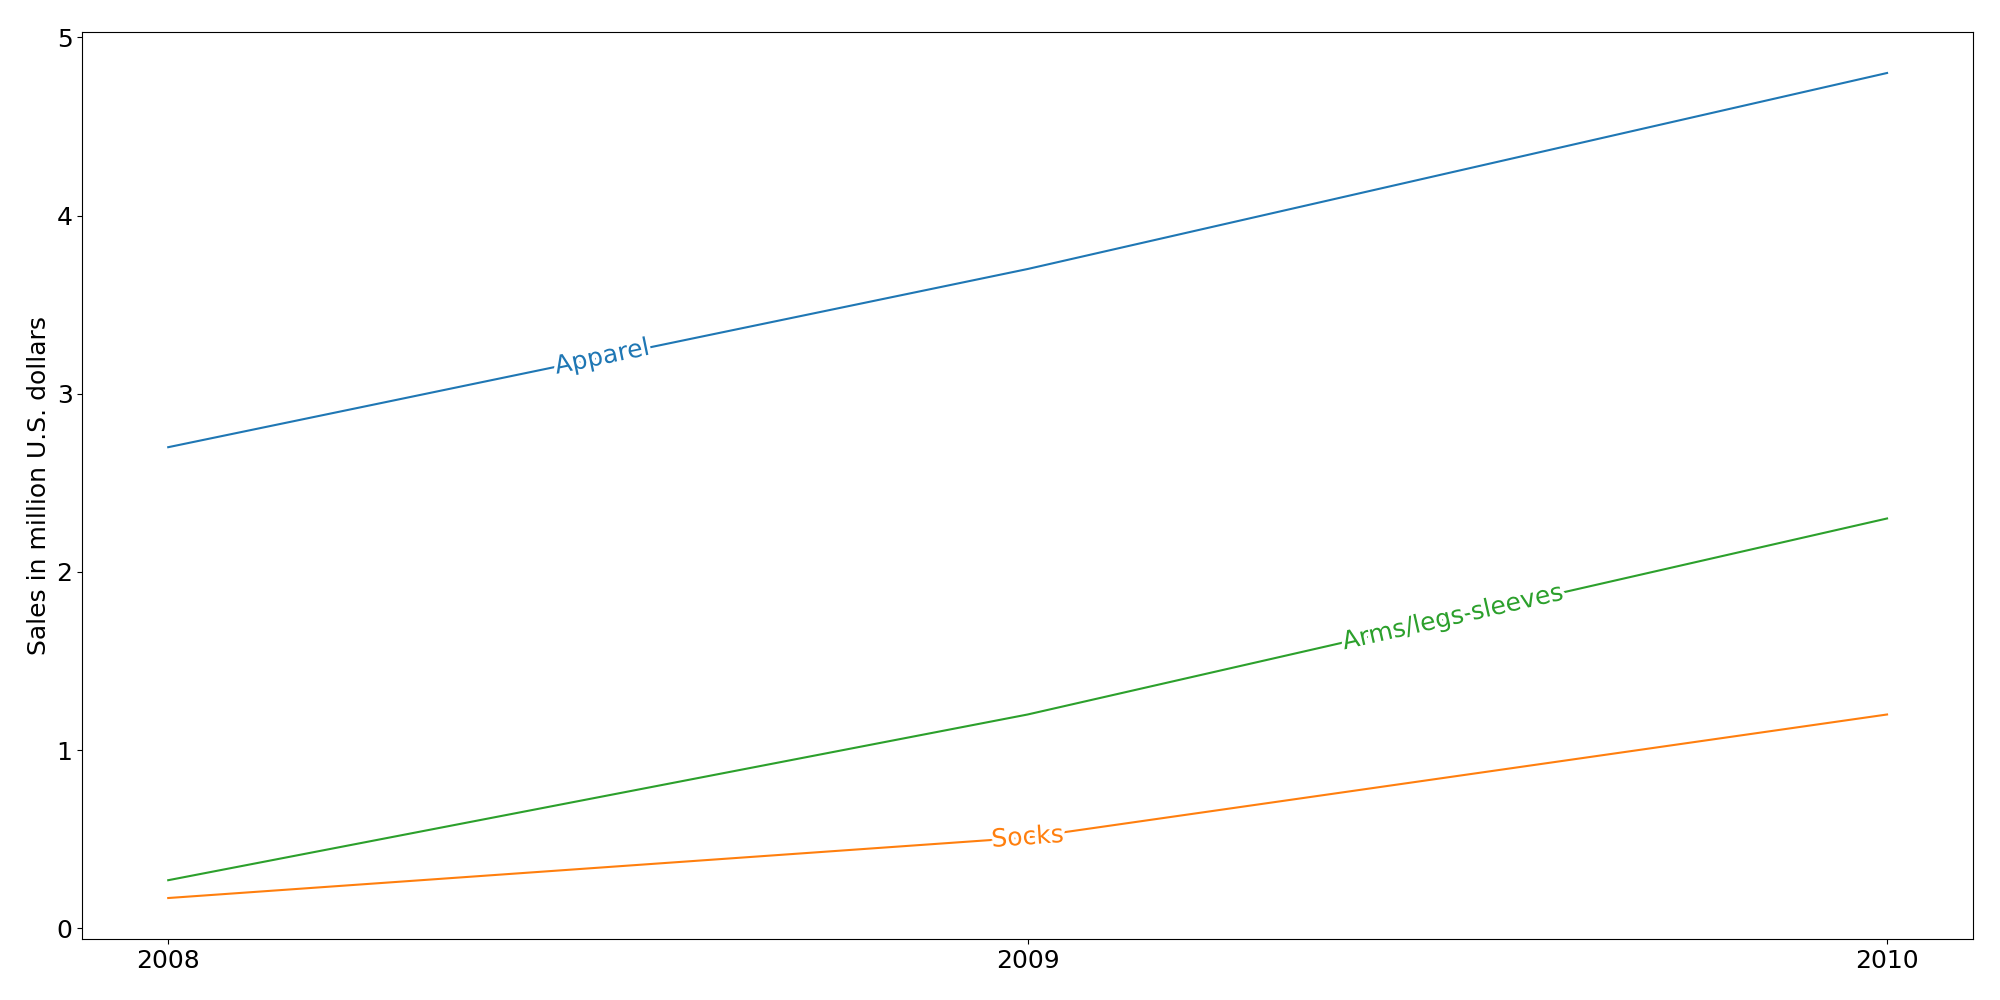 5
4
3
2
1
0
Sales in million U.S. dollars
Apparel
Arms/legs-sleeves
Socks
2008
2009
2010